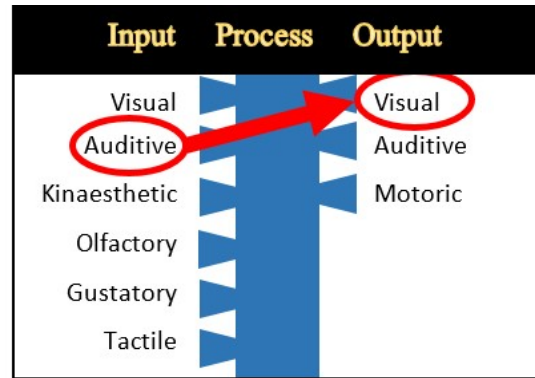 Input Process Output
Visual Visual
Auditive Auditive
Kinaesthetic Motoric
Olfactory
Gustatory
Tactile